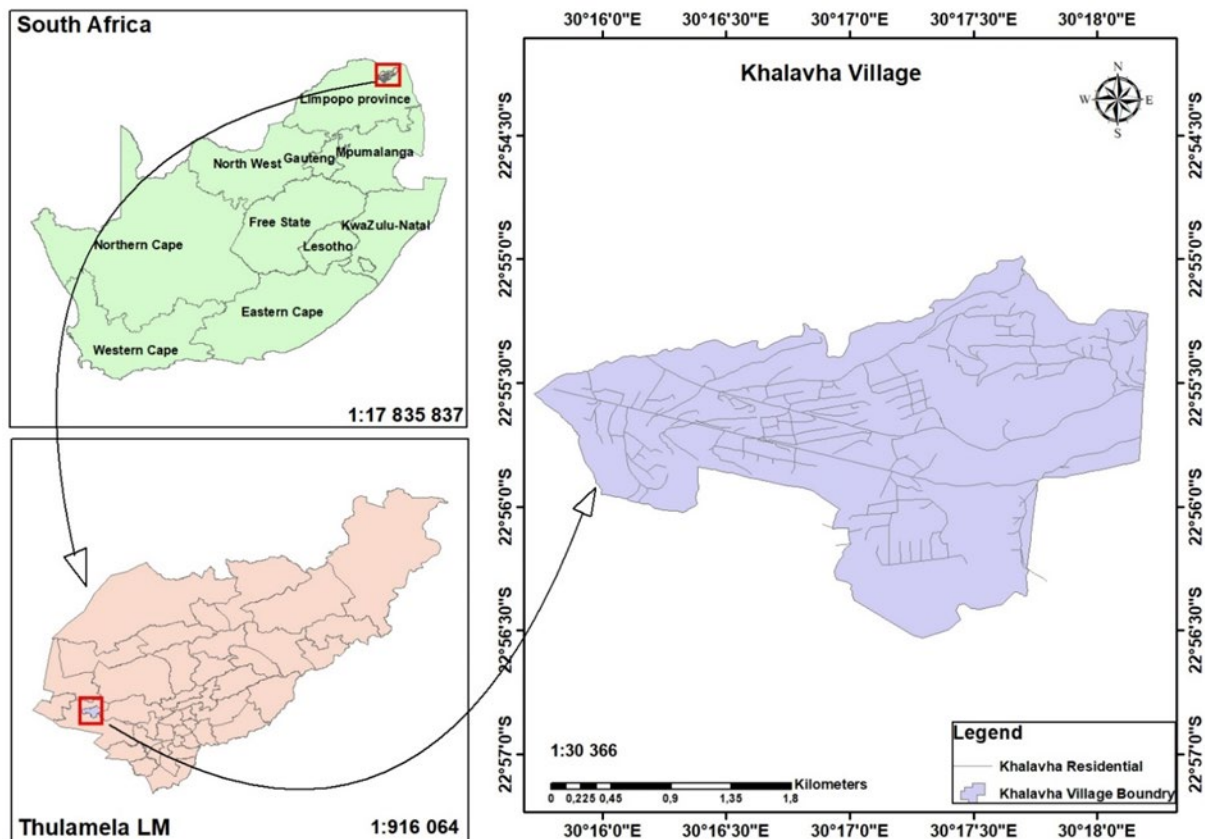 South Africa
Limpopo province
North West
Gauteng
Mpumalanga
Free State
KwaZulu-Natal
Lesotho
Northern Cape
Eastern Cape
Western Cape
1:17 835 837
Thulamela LM
1:916 064
30°16'0"E 30°16'30"E 30°17'0"E 30°17'30"E 30°18'0"E
Khalavha Village
N
W E
S
22°54'30"S 22°54'30"S
22°55'0"S 22°55'0"S
22°55'30"S 22°55'30"S
22°56'0"S 22°56'0"S
22°56'30"S 22°56'30"S
22°57'0"S 22°57'0"S
1:30 366
Kilometers
0 0,225 0,45 0,9 1,35 1,8
Legend
Khalavha Residential
Khalavha Village Boundry
30°16'0"E 30°16'30"E 30°17'0"E 30°17'30"E 30°18'0"E